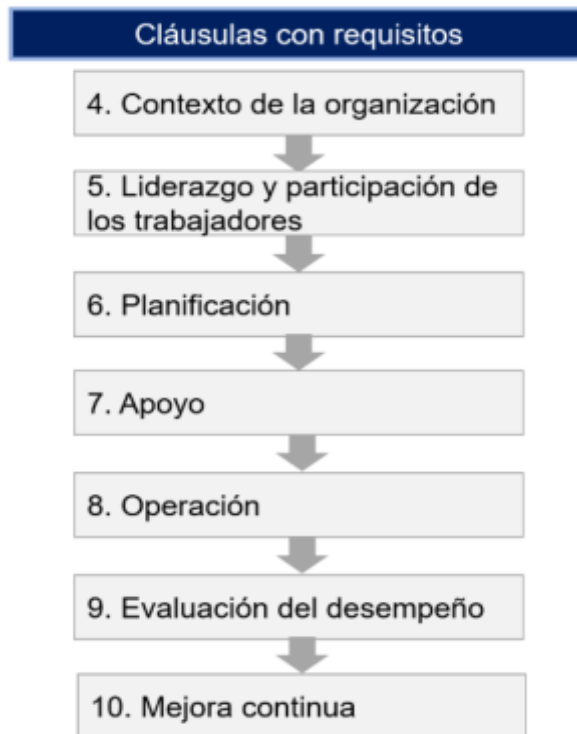 Cláusulas con requisitos
4. Contexto de la organización
5. Liderazgo y participación de
los trabajadores
6. Planificación
7. Apoyo
8. Operación
9. Evaluación del desempeño
10. Mejora continua